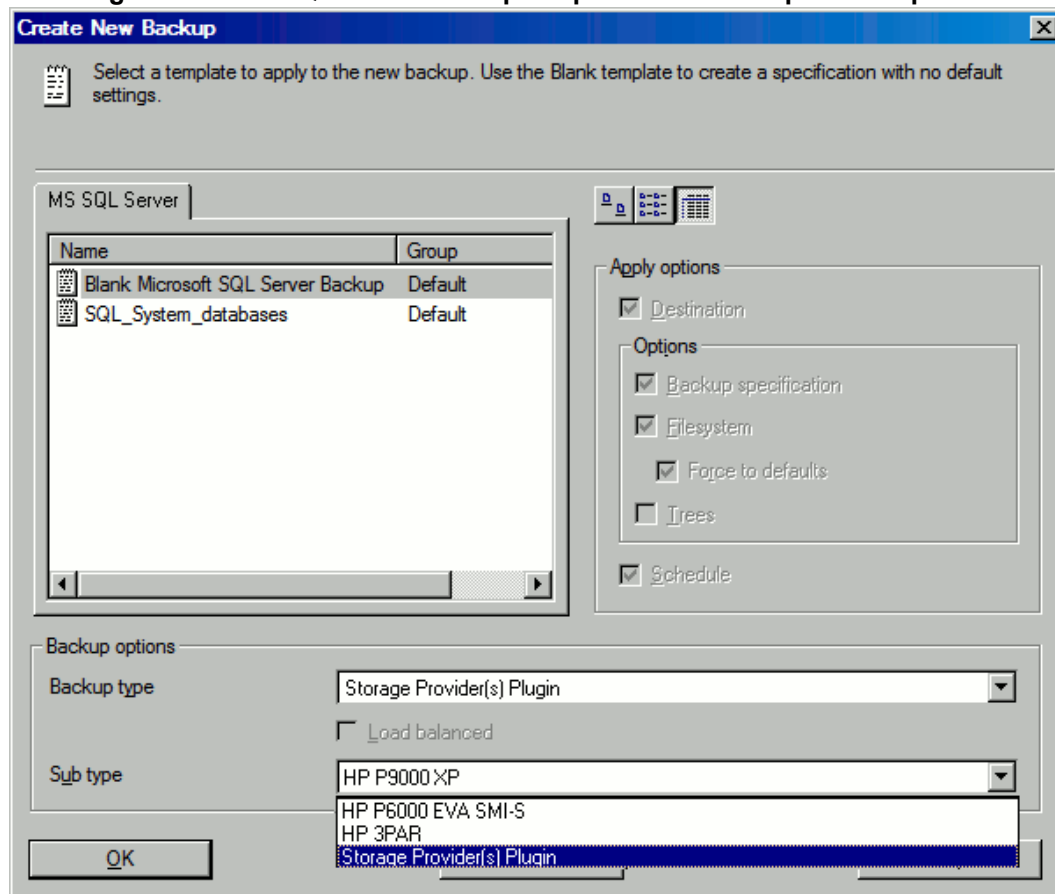 Create New Backup
Select a template to apply to the new backup. Use the Blank template to create a specification with no default
settings.
MS SQL Server
Name Group
Blank Microsoft SQL Server Backup Default
SQL_System_databases Default
Apply options
Destination
Options
Backup specification
Filesystem
Force to defaults
Trees
Schedule
Backup options
Backup type Storage Provider(s) Plugin
Load balanced
Sub type HP P9000 XP
HP P6000 EVA SMI-S
HP 3PAR
Storage Provider(s) Plugin
OK